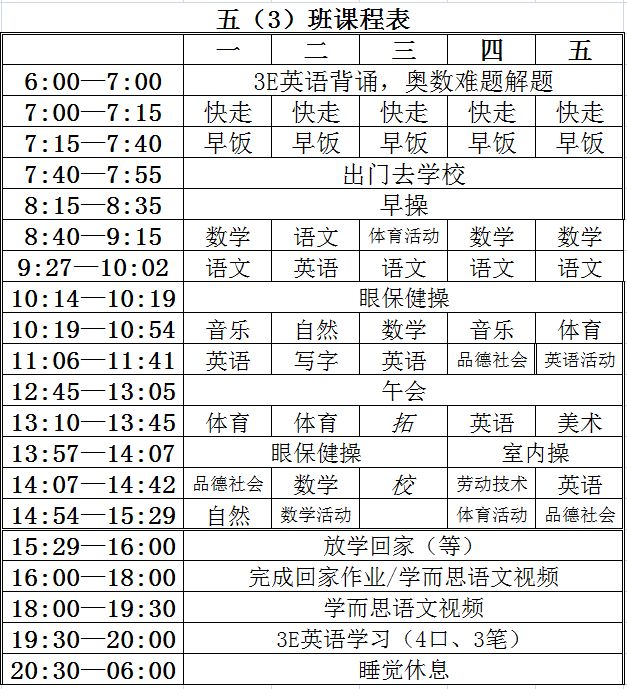 五（3）班课程表
一 二 三 四 五
6:00—7:00 3E英语背诵，奥数难题解题
7:00—7:15 快走 快走 快走 快走 快走
7:15—7:40 早饭 早饭 早饭 早饭 早饭
7:40—7:55 出门去学校
8:15—8:35 早操
8:40—9:15 数学 语文 体育活动 数学 数学
9:27—10:02 语文 英语 语文 语文 语文
10:14—10:19 眼保健操
10:19—10:54 音乐 自然 数学 音乐 体育
11:06—11:41 英语 写字 英语 品德社会 英语活动
12:45—13:05 午会
13:10—13:45 体育 体育 拓 英语 美术
13:57—14:07 眼保健操 室内操
14:07—14:42 品德社会 数学 校 劳动技术 英语
14:54—15:29 自然 数学活动 体育活动 品德社会
15:29—16:00 放学回家（等）
16:00—18:00 完成回家作业/学而思语文视频
18:00—19:30 学而思语文视频
19:30—20:00 3E英语学习（4口、3笔）
20:30—06:00 睡觉休息